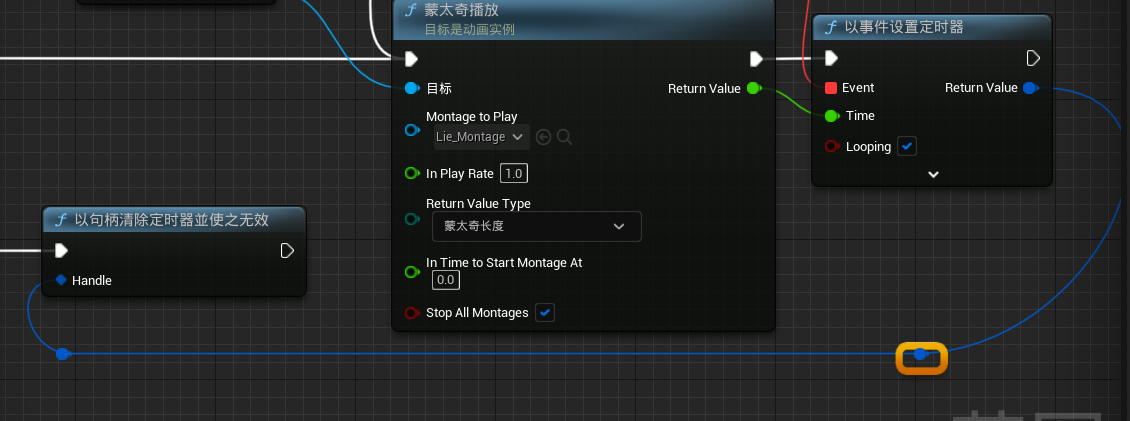 蒙太奇播放
目标是动画实例
目标
Return Value
Montage to Play
Lie_Montage
In Play Rate 1.0
Return Value Type
蒙太奇长度
In Time to Start Montage At
0.0
Stop All Montages
以事件设置定时器
Event
Return Value
Time
Looping
以句柄清除定时器並使之无效
Handle